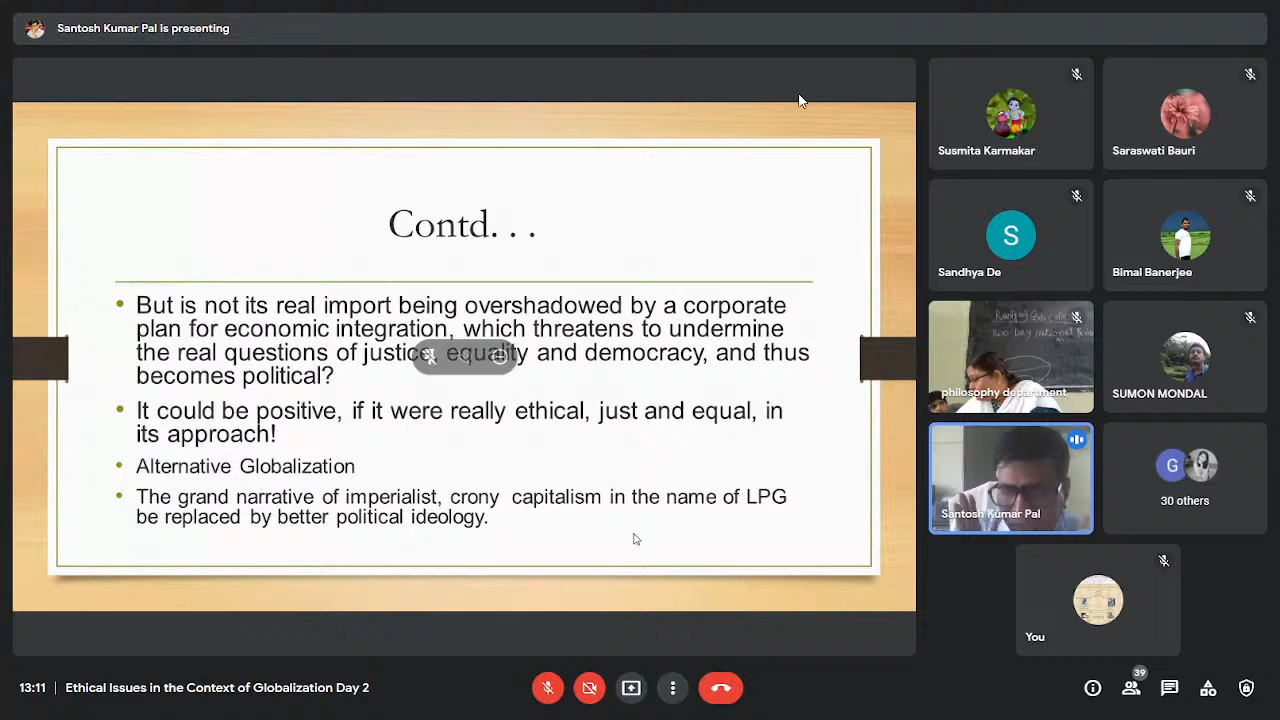 Santosh Kumar Pal is presenting
Contd. . .
• But is not its real import being overshadowed by a corporate
plan for economic integration, which threatens to undermine
the real questions of justice, equality and democracy, and thus
becomes political?
• It could be positive, if it were really ethical, just and equal, in
its approach!
• Alternative Globalization
• The grand narrative of imperialist, crony capitalism in the name of LPG
be replaced by better political ideology.
Susmita Karmakar
Saraswati Bauri
S
Sandhya De
Bimal Banerjee
philosophy department
SUMON MONDAL
Santosh Kumar Pal
G
30 others
You
13:11 | Ethical Issues in the Context of Globalization Day 2
39